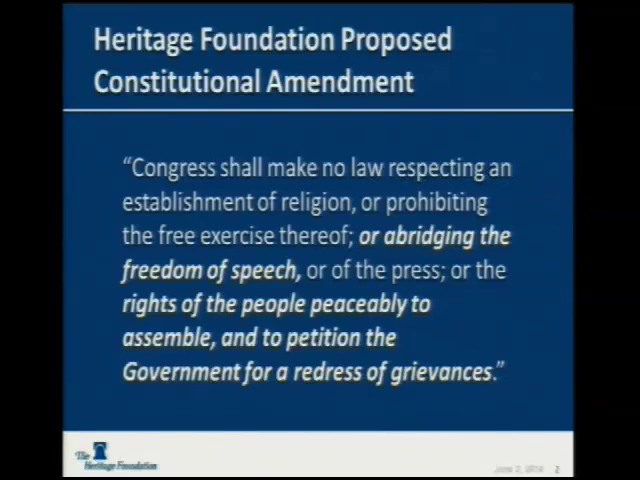 Heritage Foundation Proposed
Constitutional Amendment
“Congress shall make no law respecting an
establishment of religion, or prohibiting
the free exercise thereof; or abridging the
freedom of speech, or of the press; or the
rights of the people peaceably to
assemble, and to petition the
Government for a redress of grievances.”
The
Heritage Foundation
2